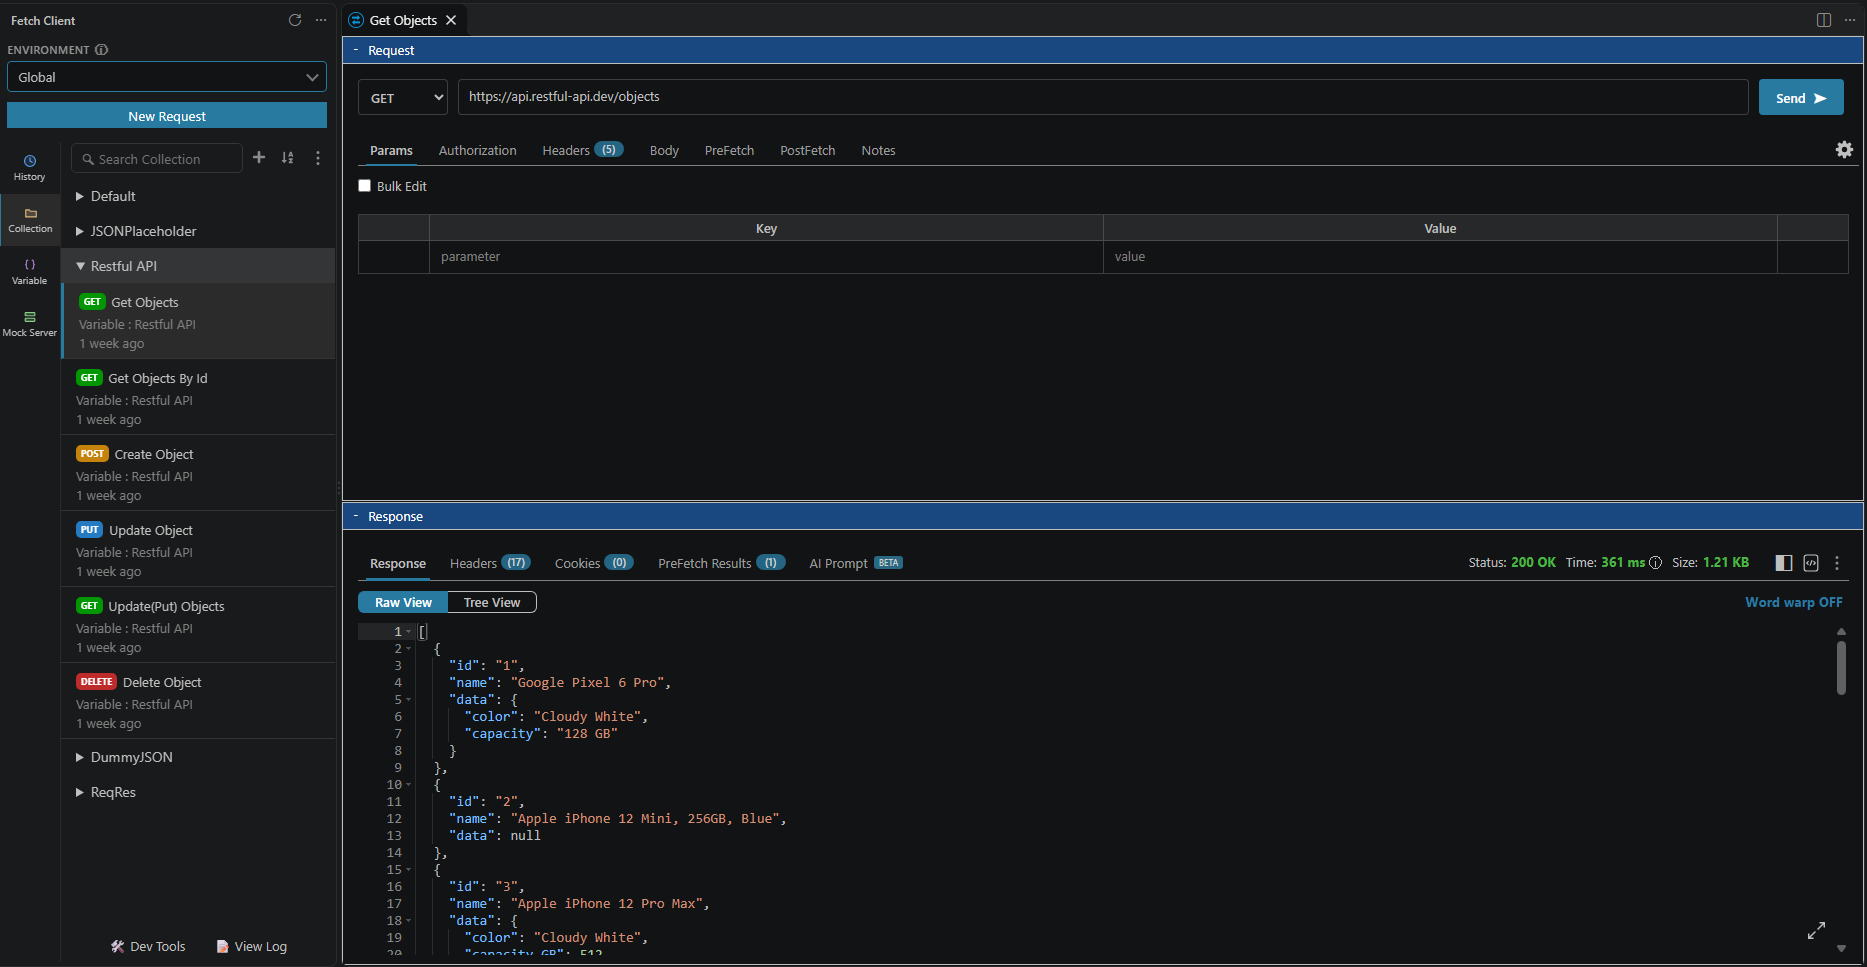 Fetch Client
ENVIRONMENT
Global
New Request
History
Collection
Variable
Mock Server
Search Collection
Default
JSONPlaceholder
Restful API
GET Get Objects
Variable : Restful API
1 week ago
GET Get Objects By Id
Variable : Restful API
1 week ago
POST Create Object
Variable : Restful API
1 week ago
PUT Update Object
Variable : Restful API
1 week ago
GET Update(Put) Objects
Variable : Restful API
1 week ago
DELETE Delete Object
Variable : Restful API
1 week ago
DummyJSON
ReqRes
Dev Tools View Log
Get Objects
- Request
GET https://api.restful-api.dev/objects Send
Params Authorization Headers (5) Body PreFetch PostFetch Notes
Bulk Edit
Key Value
parameter value
- Response
Response Headers (17) Cookies (0) PreFetch Results (1) AI Prompt BETA Status: 200 OK Time: 361 ms Size: 1.21 KB
Raw View Tree View Word warp OFF
1 [
2 {
3 "id": "1",
4 "name": "Google Pixel 6 Pro",
5 "data": {
6 "color": "Cloudy White",
7 "capacity": "128 GB"
8 }
9 },
10 {
11 "id": "2",
12 "name": "Apple iPhone 12 Mini, 256GB, Blue",
13 "data": null
14 },
15 {
16 "id": "3",
17 "name": "Apple iPhone 12 Pro Max",
18 "data": {
19 "color": "Cloudy White",
20 "capacity GB": 512